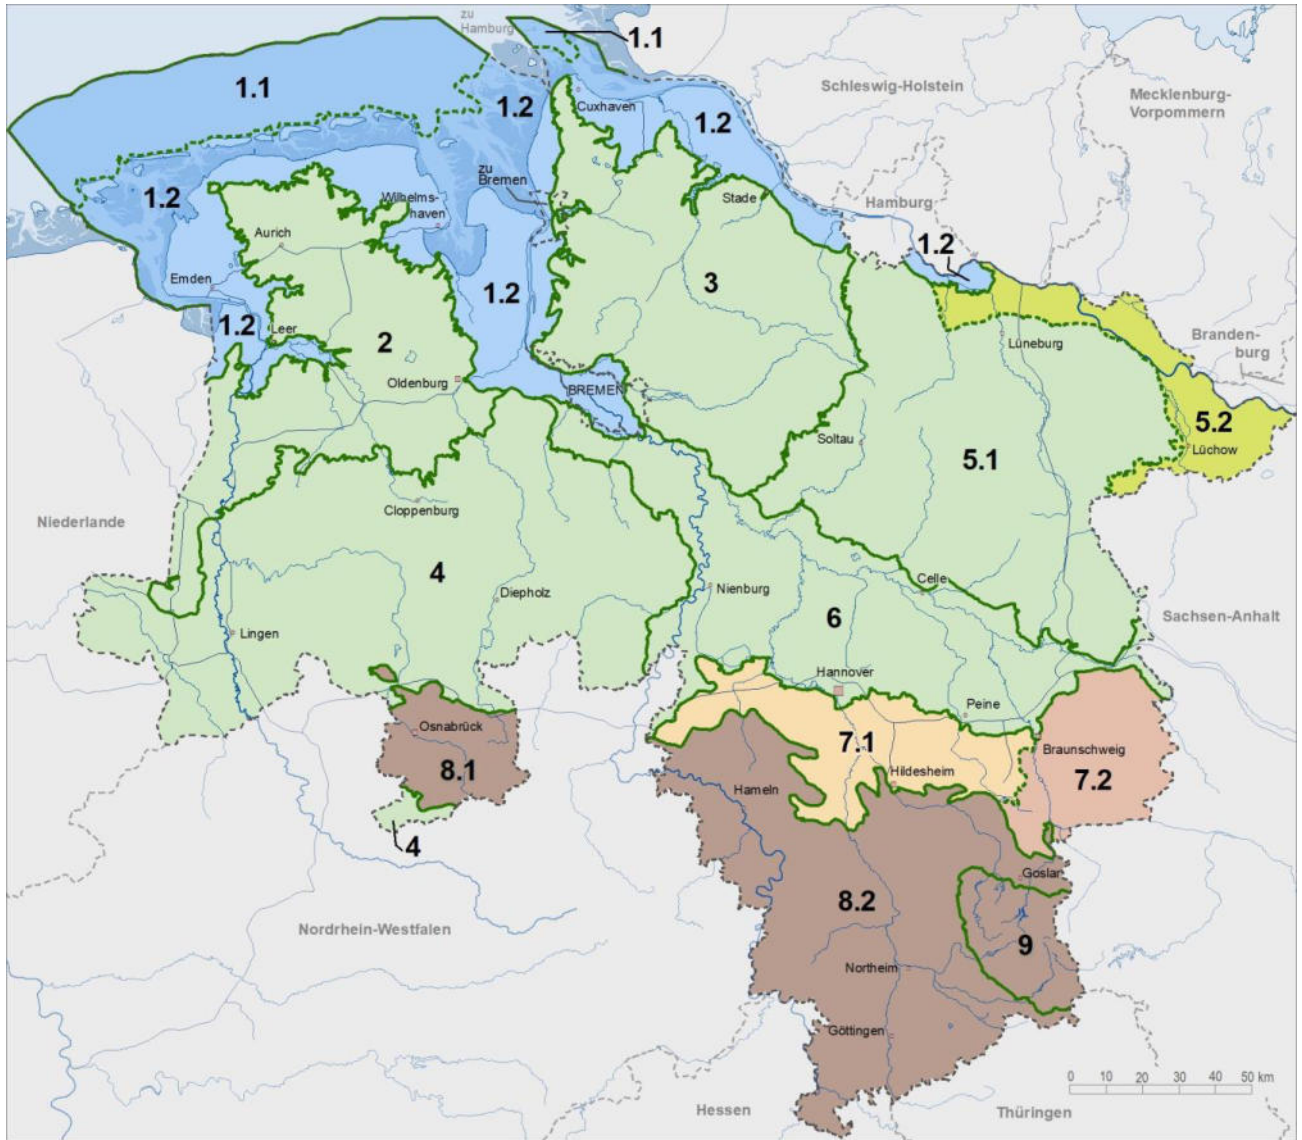 zu
Hamburg
1.1
1.1
Schleswig-Holstein
Mecklenburg-
Vorpommern
1.2
Cuxhaven
1.2
zu
Bremen
1.2
Wilhelms-
haven
Stade
Hamburg
Aurich
1.2
Emden
1.2
3
1.2
Leer
2
Lüneburg
Branden-
burg
Oldenburg
BREMEN
5.2
Soltau
5.1
Lüchow
Niederlande
Cloppenburg
4
Celle
Nienburg
Diepholz
6
Sachsen-Anhalt
Lingen
Hannover
Peine
Osnabrück
7.1
Braunschweig
8.1
Hildesheim
7.2
Hameln
4
Goslar
8.2
Nordrhein-Westfalen
9
Northeim
Göttingen
0 10 20 30 40 50 km
Hessen
Thüringen